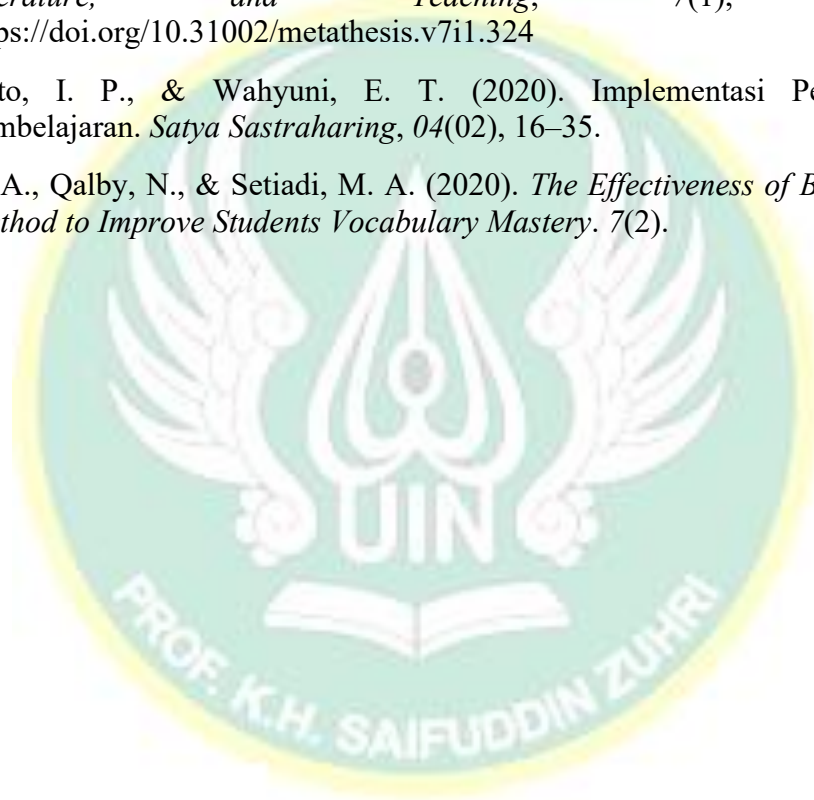 and Teaching, 7(1),
ps://doi.org/10.31002/metathesis.v7i1.324
to, I. P., & Wahyuni, E. T. (2020). Implementasi Pe
mbelajaran. Satya Sastraharing, 04(02), 16–35.
A., Qalby, N., & Setiadi, M. A. (2020). The Effectiveness of B
thod to Improve Students Vocabulary Mastery. 7(2).
UIN
PROF. K.H. SAIFUDDIN ZUHRI